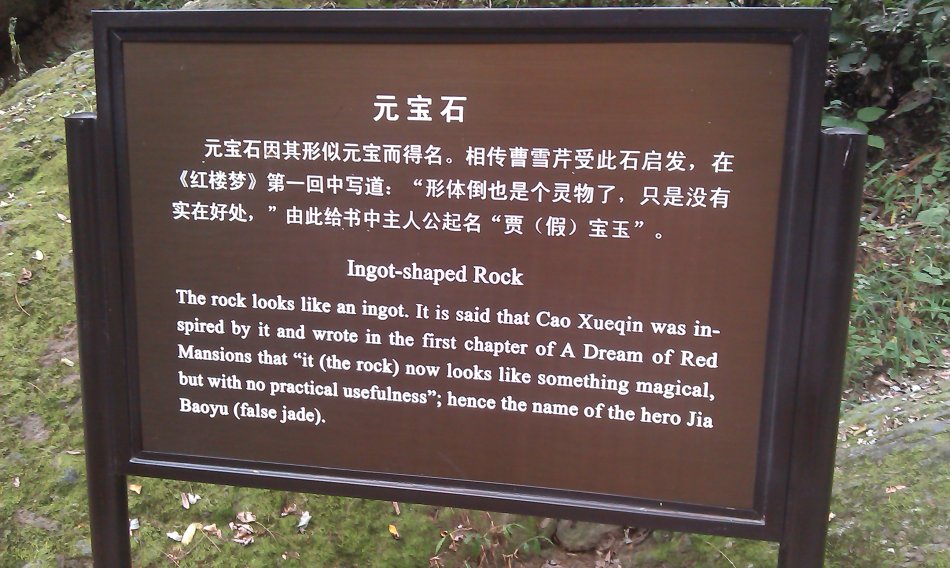 元宝石
元宝石因其形似元宝而得名。相传曹雪芹受此石启发，在
《红楼梦》第一回中写道：“形体倒也是个灵物了，只是没有
实在好处，”由此给书中主人公起名“贾（假）宝玉”。
Ingot-shaped Rock
The rock looks like an ingot. It is said that Cao Xueqin was in-
spired by it and wrote in the first chapter of A Dream of Red
Mansions that “it (the rock) now looks like something magical,
but with no practical usefulness”; hence the name of the hero Jia
Baoyu (false jade).